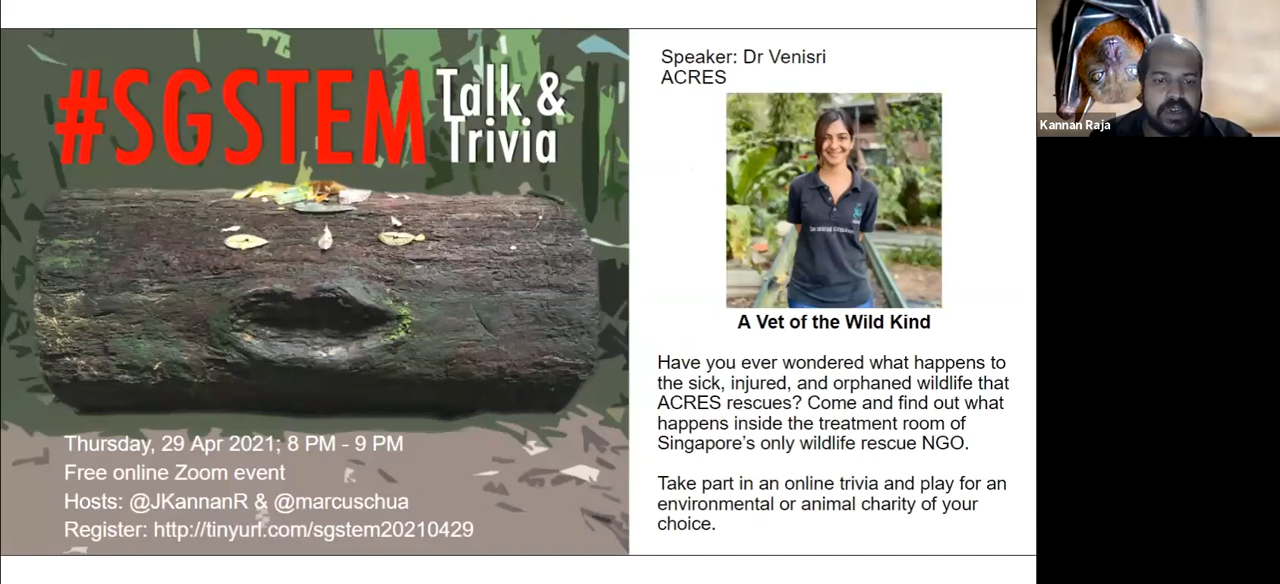 #SGSTEM Talk &
Trivia
Thursday, 29 Apr 2021; 8 PM - 9 PM
Free online Zoom event
Hosts: @JKannanR & @marcuschua
Register: http://tinyurl.com/sgstem20210429
Speaker: Dr Venisri
ACRES
A Vet of the Wild Kind
Have you ever wondered what happens to
the sick, injured, and orphaned wildlife that
ACRES rescues? Come and find out what
happens inside the treatment room of
Singapore's only wildlife rescue NGO.
Take part in an online trivia and play for an
environmental or animal charity of your
choice.
Kannan Raja